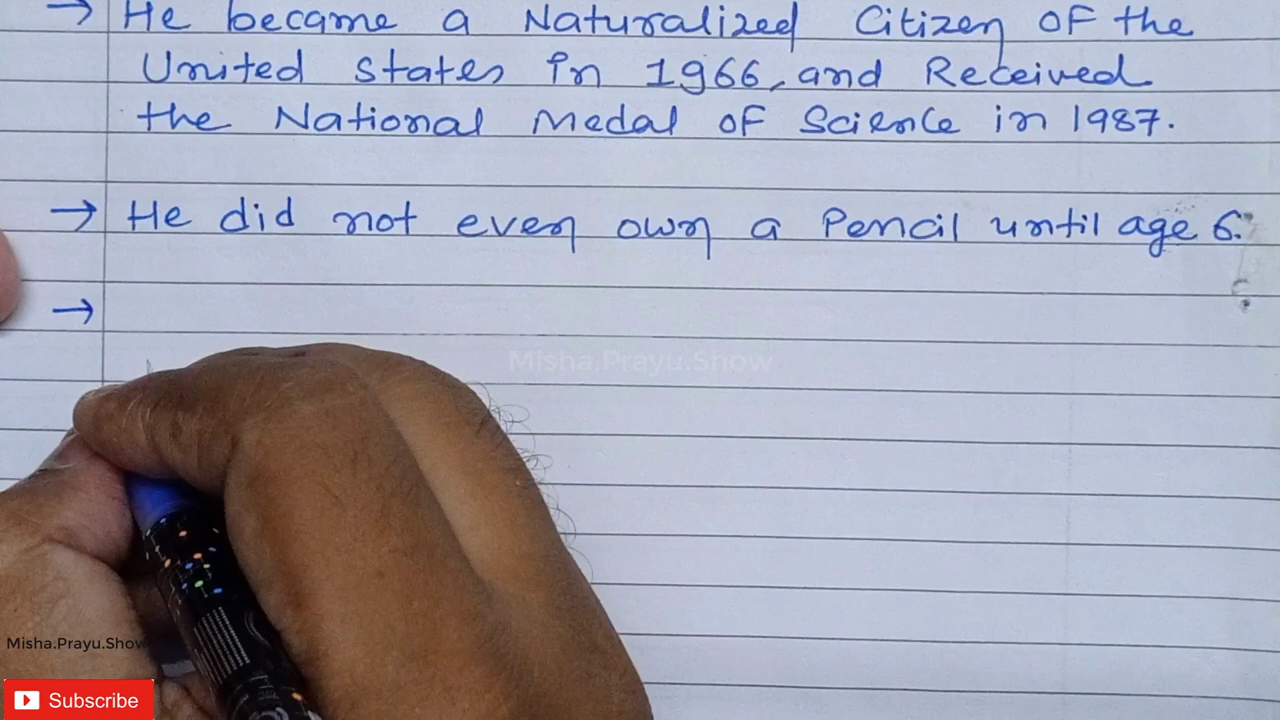 → He became a Naturalized Citizen of the
United States in 1966, and Received
the National Medal of Science in 1987.
→ He did not even own a Pencil until age 6.
→
Misha.Prayu.Show
Misha.Prayu.Show
Subscribe